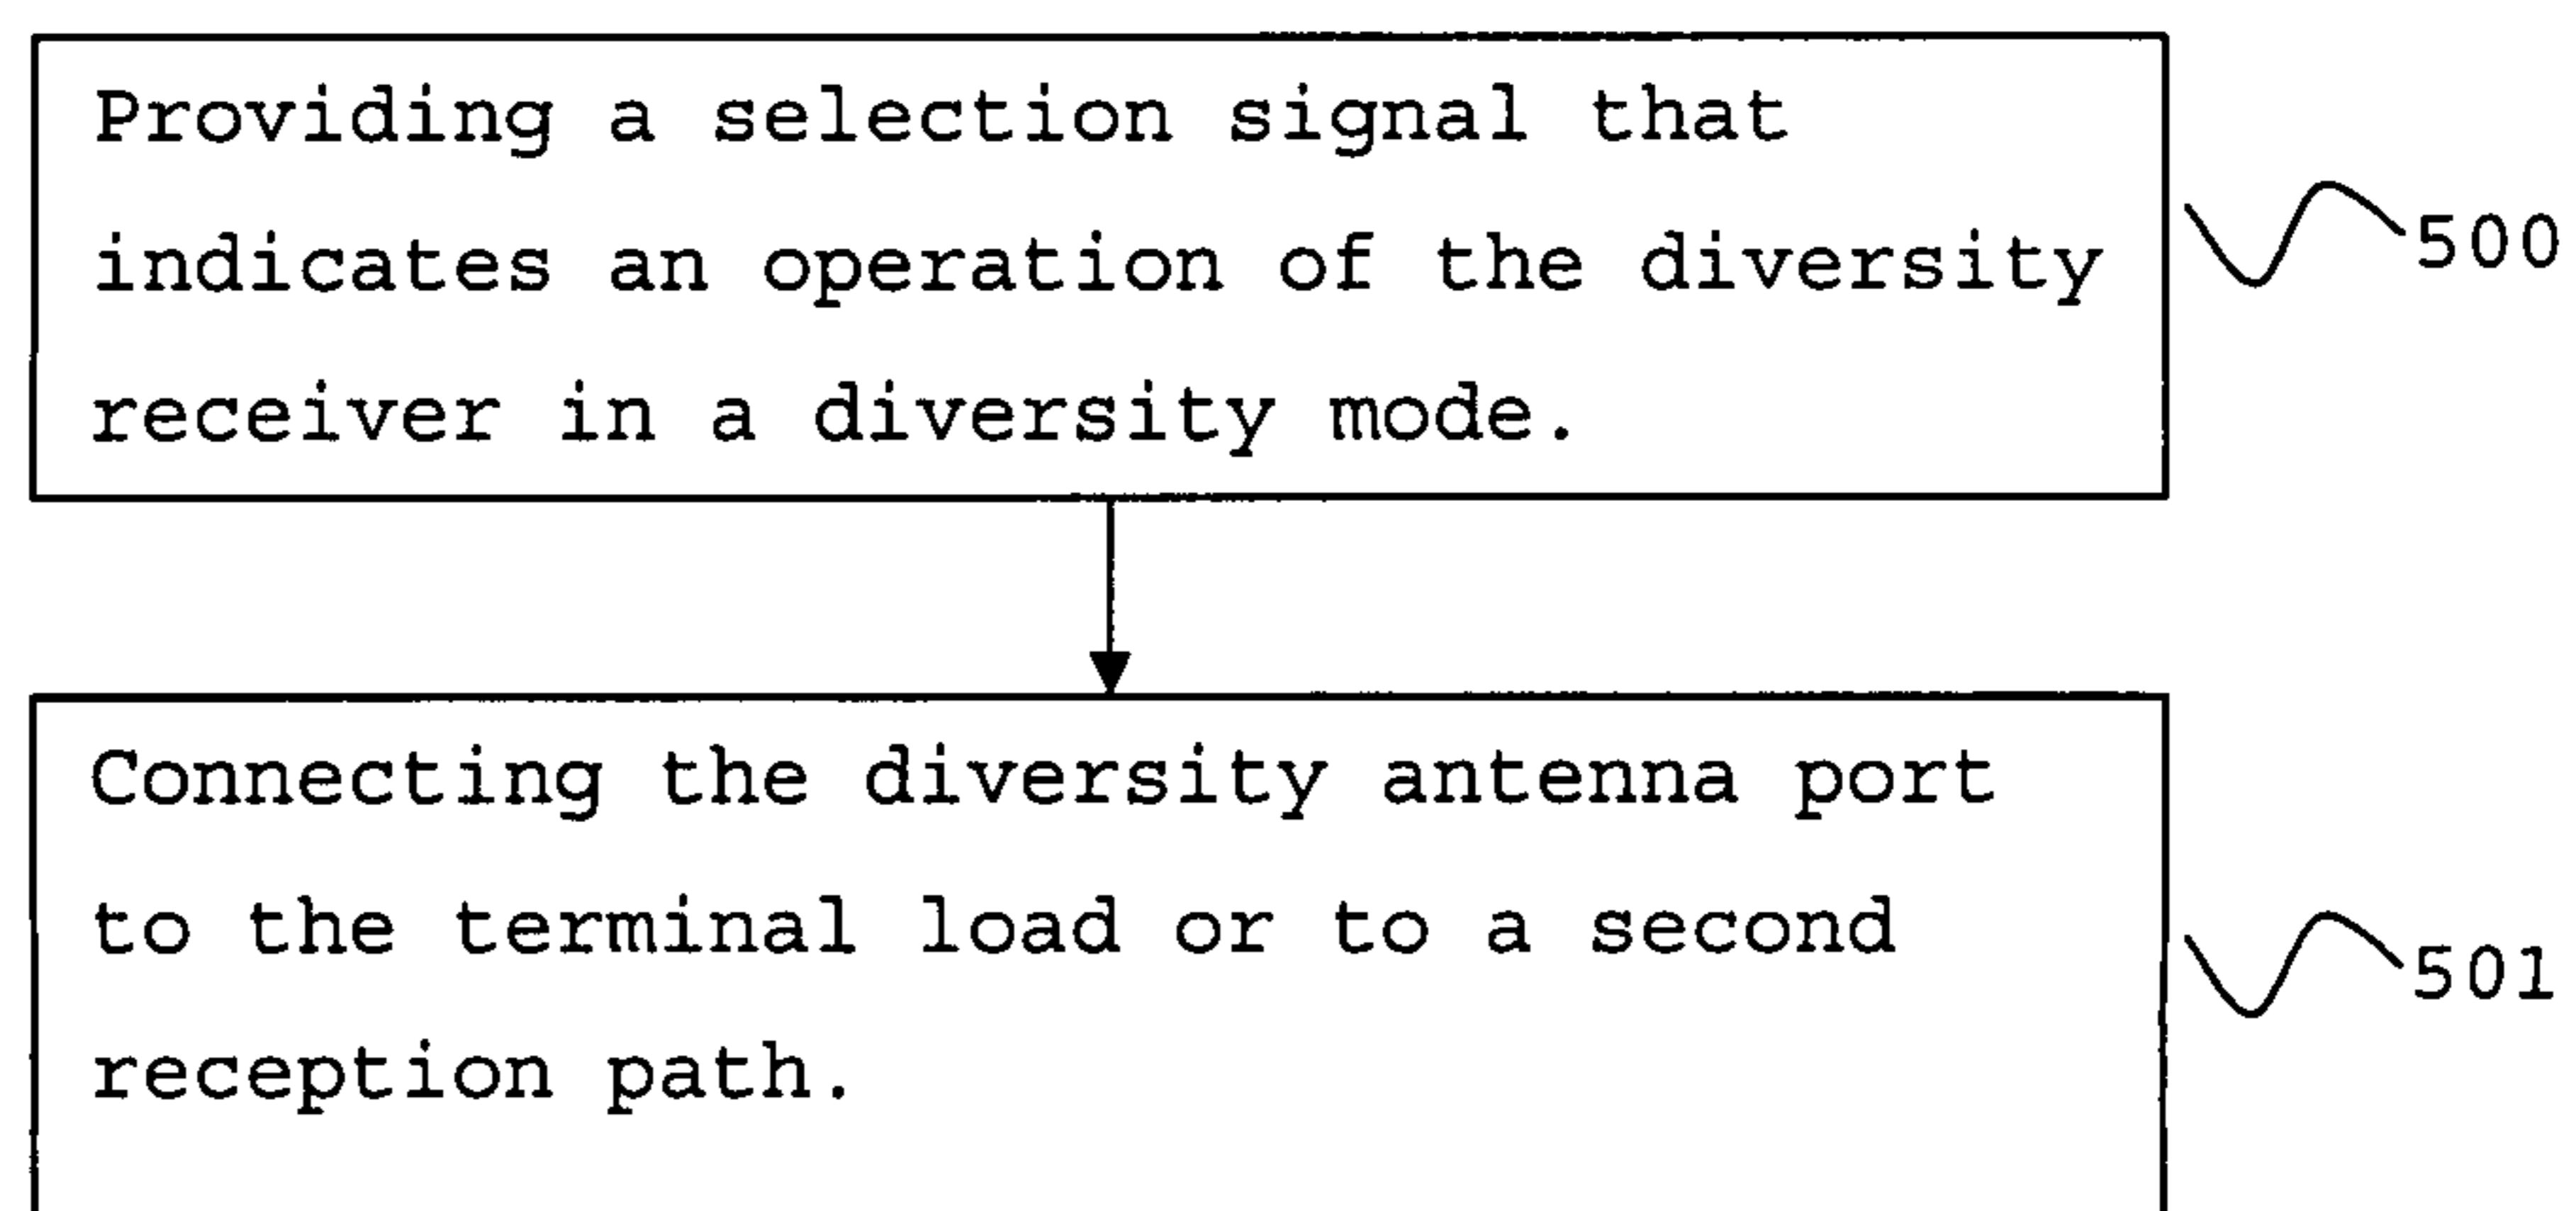 Providing a selection signal that
indicates an operation of the diversity
receiver in a diversity mode.
500
Connecting the diversity antenna port
to the terminal load or to a second
reception path.
501